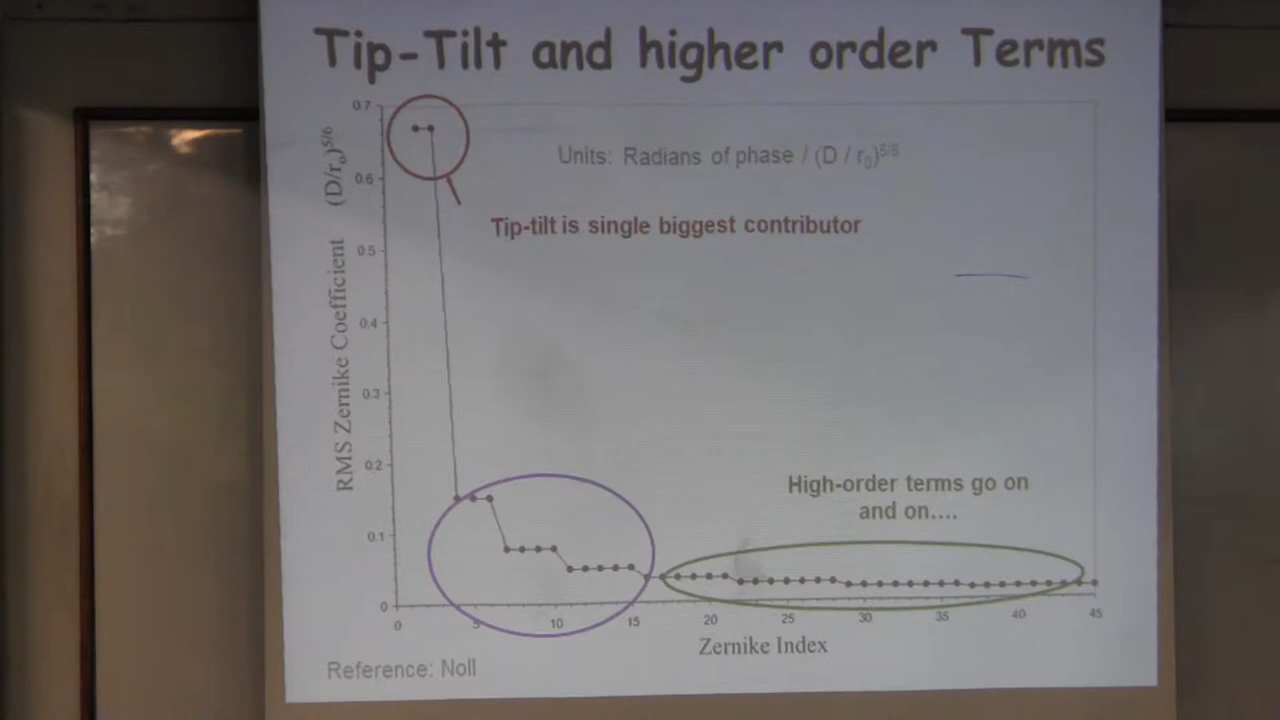 Tip-Tilt and higher order Terms
RMS Zernike Coefficient (D/r₀)^5/6
0.7
0.6
0.5
0.4
0.3
0.2
0.1
0
Units: Radians of phase / (D / r₀)^5/6
Tip-tilt is single biggest contributor
High-order terms go on
and on....
0 5 10 15 20 25 30 35 40 45
Zernike Index
Reference: Noll